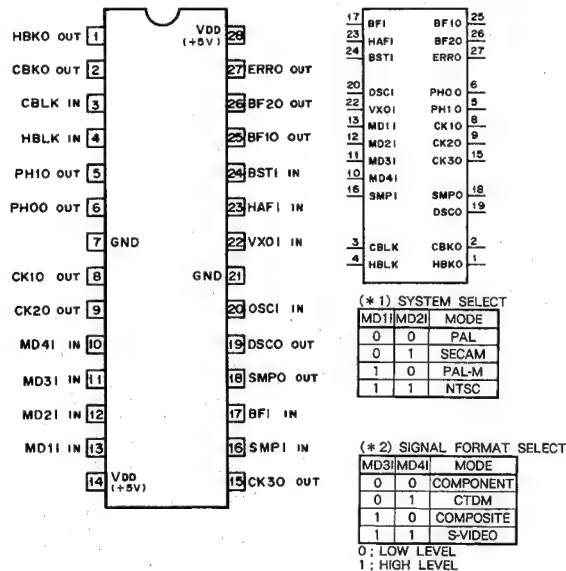 HBKO OUT 1 VDD (+5V) 28
CBKO OUT 2 27 ERRO OUT
CBLK IN 3 26 BF2O OUT
HBLK IN 4 25 BF1O OUT
PH1O OUT 5 24 BSTI IN
PHOO OUT 6 23 HAFI IN
7 GND 22 VXOI IN
CK1O OUT 8 GND 21
CK2O OUT 9 20 OSCI IN
MD4I IN 10 19 DSCO OUT
MD3I IN 11 18 SMPO OUT
MD2I IN 12 17 BFI IN
MD1I IN 13 16 SMPI IN
14 VDD (+5V) 15 CK3O OUT
17 BFI BF1O 25
23 HAFI BF2O 26
24 BSTI ERRO 27
20 OSCI PHOO 6
22 VXOI PH1O 5
13 MD1I CK1O 8
12 MD2I CK2O 9
11 MD3I CK3O 15
10 MD4I
16 SMPI SMPO 18
DSCO 19
3 CBLK CBKO 2
4 HBLK HBKO 1
(*1) SYSTEM SELECT
MD1I MD2I MODE
0 0 PAL
0 1 SECAM
1 0 PAL-M
1 1 NTSC
(*2) SIGNAL FORMAT SELECT
MD3I MD4I MODE
0 0 COMPONENT
0 1 CTDM
1 0 COMPOSITE
1 1 S-VIDEO
0 ; LOW LEVEL
1 ; HIGH LEVEL